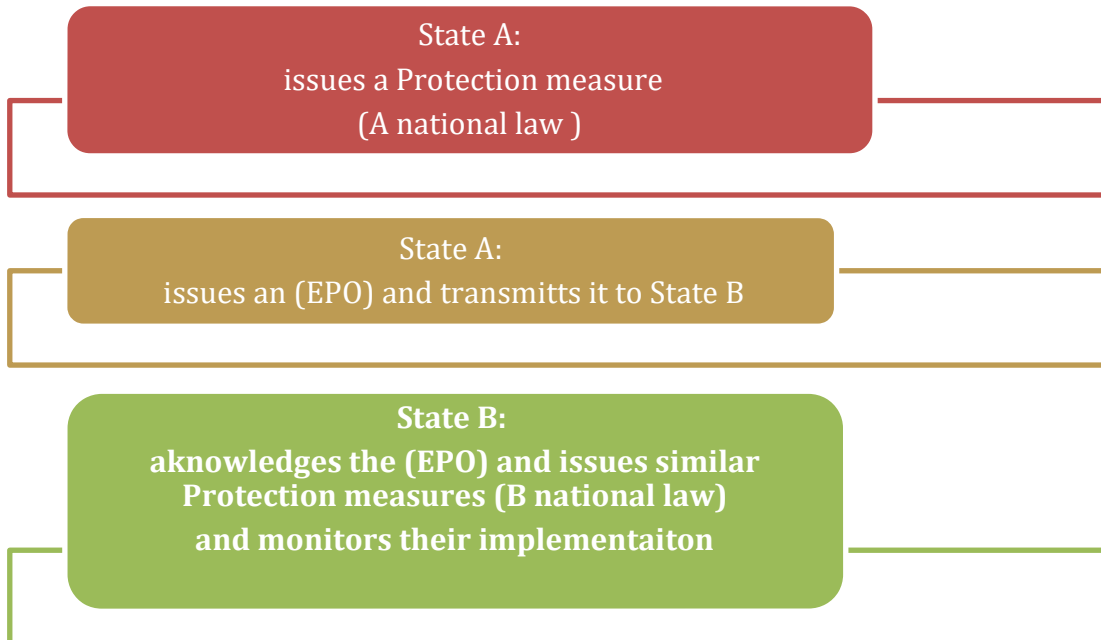 State A:
issues a Protection measure
(A national law )
State A:
issues an (EPO) and transmitts it to State B
State B:
aknowledges the (EPO) and issues similar
Protection measures (B national law)
and monitors their implementaiton